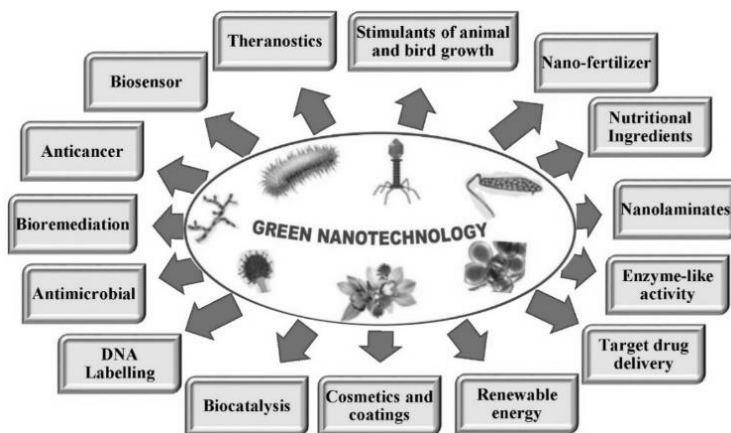 Theranostics
Stimulants of animal
and bird growth
Nano-fertilizer
Biosensor
Nutritional
Ingredients
Anticancer
Bioremediation
GREEN NANOTECHNOLOGY
Nanolaminates
Antimicrobial
Enzyme-like
activity
DNA
Labelling
Target drug
delivery
Biocatalysis
Cosmetics and
coatings
Renewable
energy